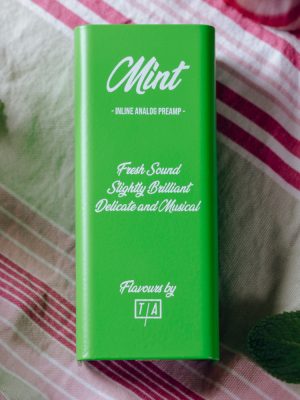 Mint
- INLINE ANALOG PREAMP -
Fresh Sound
Slightly Brilliant
Delicate and Musical
Flavours by
T/A